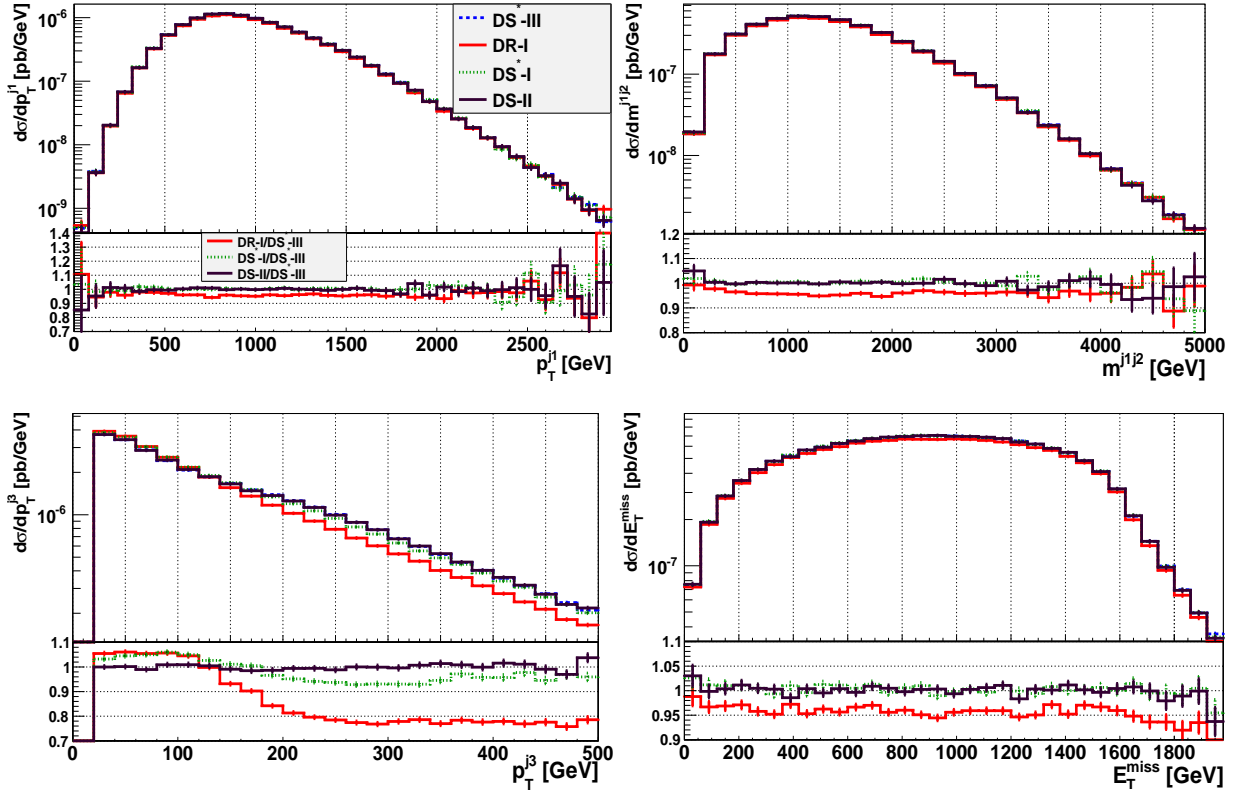 dσ/dp_T^j1 [pb/GeV]
10^-6
10^-7
10^-8
10^-9
DS*-III
DR-I
DS*-I
DS-II
1.4
1.3
1.2
1.1
1
0.9
0.8
0.7
DR-I/DS*-III
DS*-I/DS*-III
DS-II/DS*-III
0 500 1000 1500 2000 2500
p_T^j1 [GeV]
dσ/dm^j1j2 [pb/GeV]
10^-7
10^-8
1.1
1.0
0.9
0.8
0 1000 2000 3000 4000 5000
m^j1j2 [GeV]
dσ/dp_T^j3 [pb/GeV]
10^-6
1.1
1
0.9
0.8
0.7
0 100 200 300 400 500
p_T^j3 [GeV]
dσ/dE_T^miss [pb/GeV]
10^-7
1.1
1.05
1
0.95
0.9
0 200 400 600 800 1000 1200 1400 1600 1800
E_T^miss [GeV]